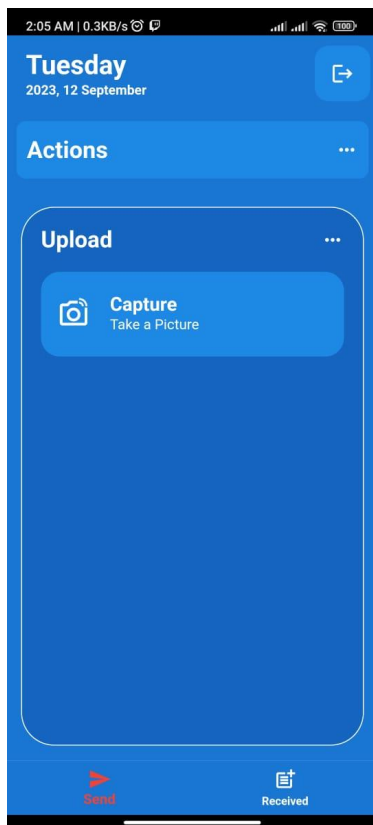 2:05 AM | 0.3KB/s
100
Tuesday
2023, 12 September
Actions
Upload
Capture
Take a Picture
Send
Received